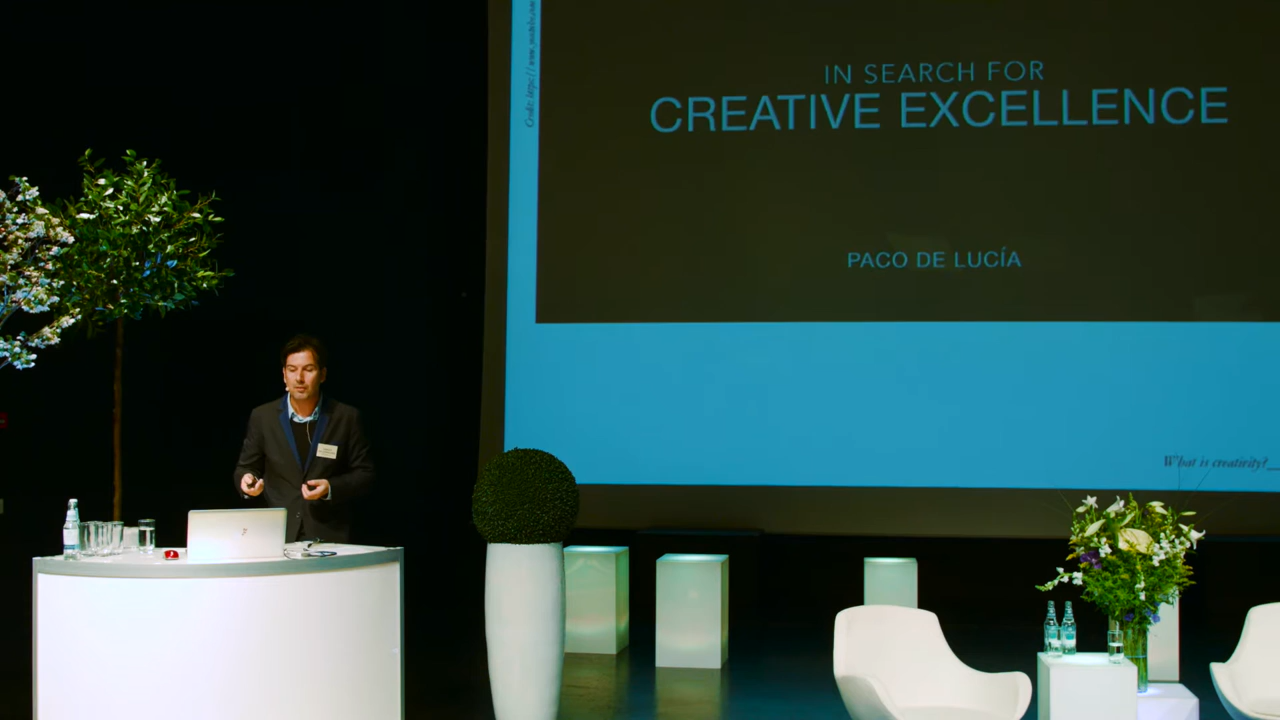 IN SEARCH FOR
CREATIVE EXCELLENCE
PACO DE LUCÍA
What is creativity?